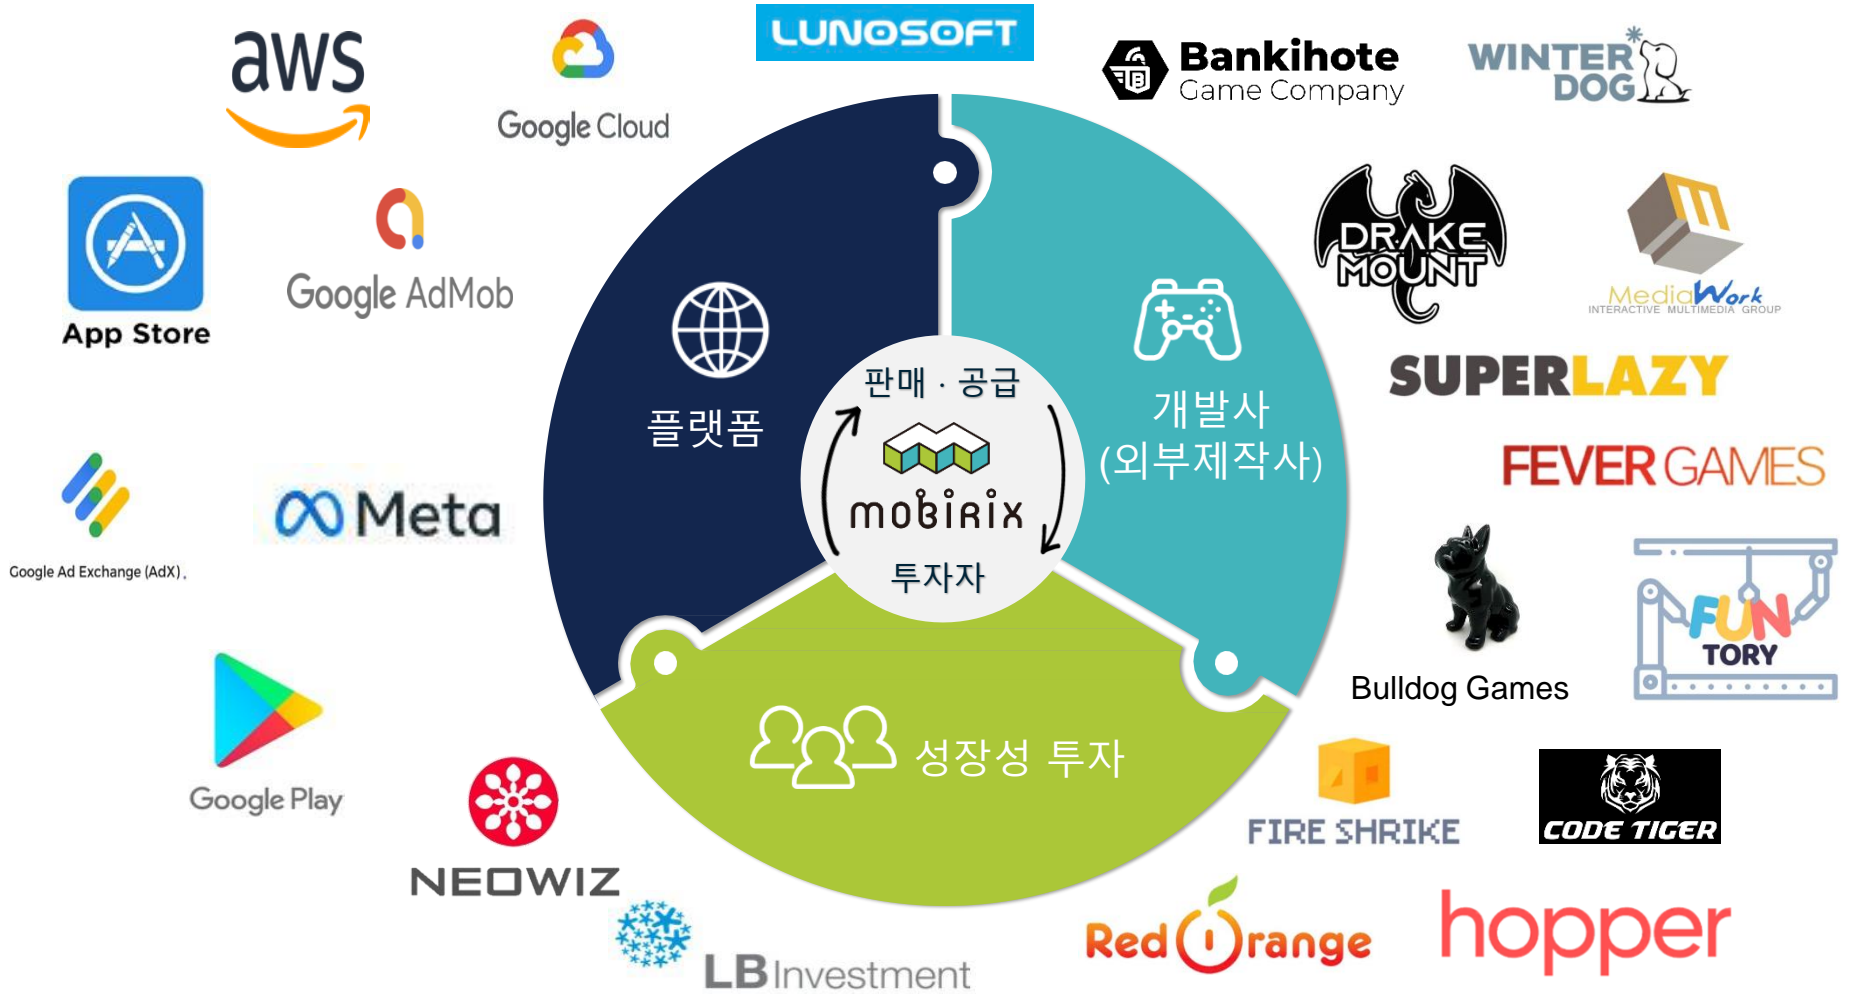 LUNOSOFT
aws
Google Cloud
Bankihote
Game Company
WINTER
DOG
App Store
Google AdMob
DRAKE
MOUNT
MediaWork
INTERACTIVE MULTIMEDIA GROUP
SUPERLAZY
플랫폼
판매 · 공급
mobirix
투자자
개발사
(외부제작사)
FEVER GAMES
Google Ad Exchange (AdX) .
Meta
Bulldog Games
FUN
TORY
Google Play
성장성 투자
FIRE SHRIKE
CODE TIGER
NEOWIZ
LB Investment
Red Orange
hopper